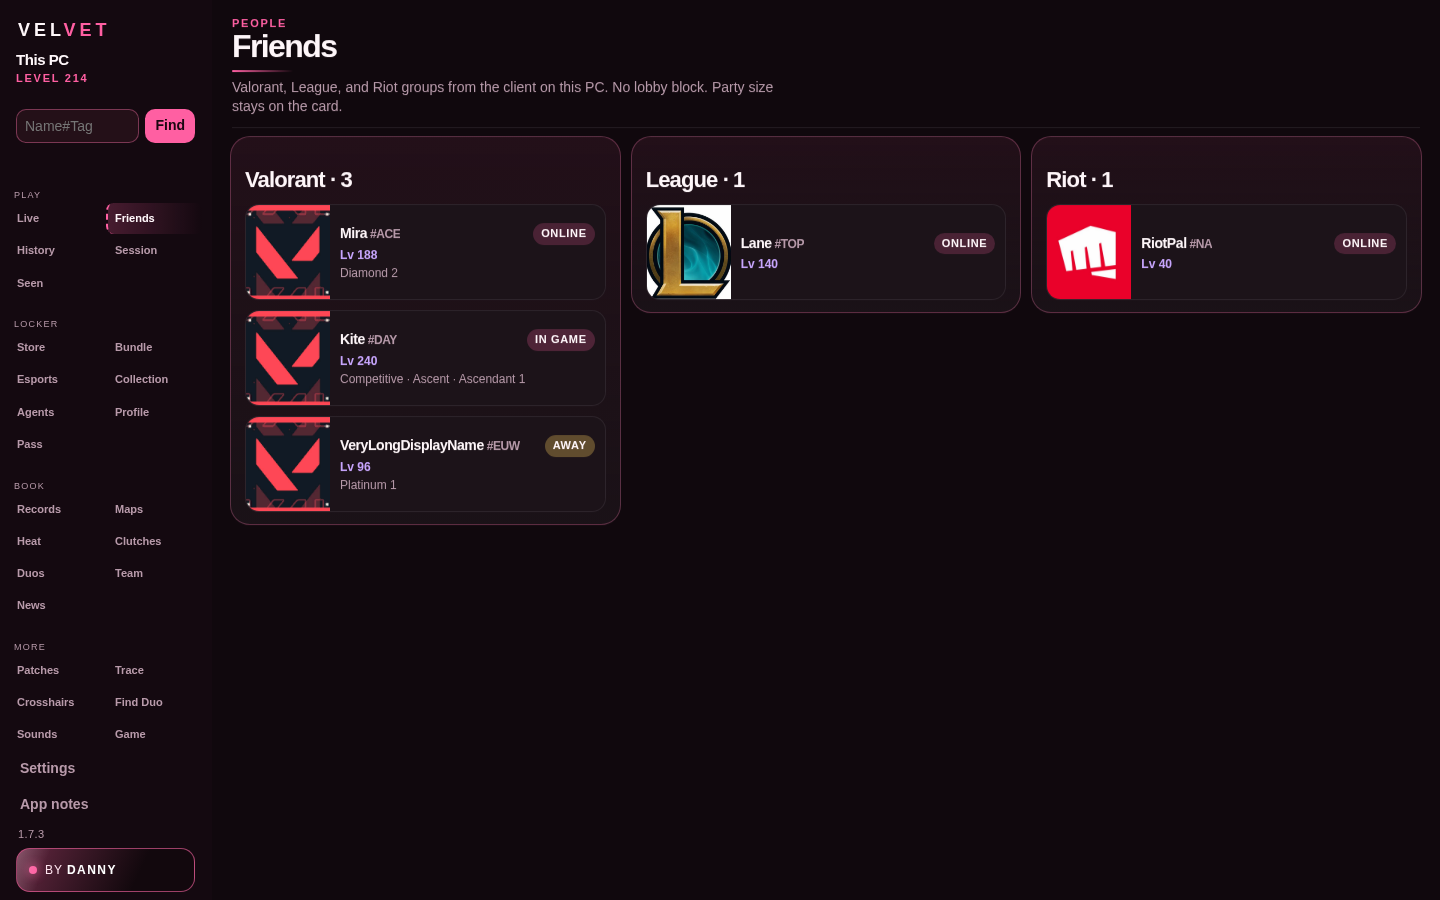 VELVET
This PC
LEVEL 214
Name#Tag
Find
PLAY
Live
Friends
History
Session
Seen
LOCKER
Store
Bundle
Esports
Collection
Agents
Profile
Pass
BOOK
Records
Maps
Heat
Clutches
Duos
Team
News
MORE
Patches
Trace
Crosshairs
Find Duo
Sounds
Game
Settings
App notes
1.7.3
BY DANNY
PEOPLE
Friends
Valorant, League, and Riot groups from the client on this PC. No lobby block. Party size
stays on the card.
Valorant · 3
Mira #ACE
ONLINE
Lv 188
Diamond 2
Kite #DAY
IN GAME
Lv 240
Competitive · Ascent · Ascendant 1
VeryLongDisplayName #EUW
AWAY
Lv 96
Platinum 1
League · 1
Lane #TOP
ONLINE
Lv 140
Riot · 1
RiotPal #NA
ONLINE
Lv 40